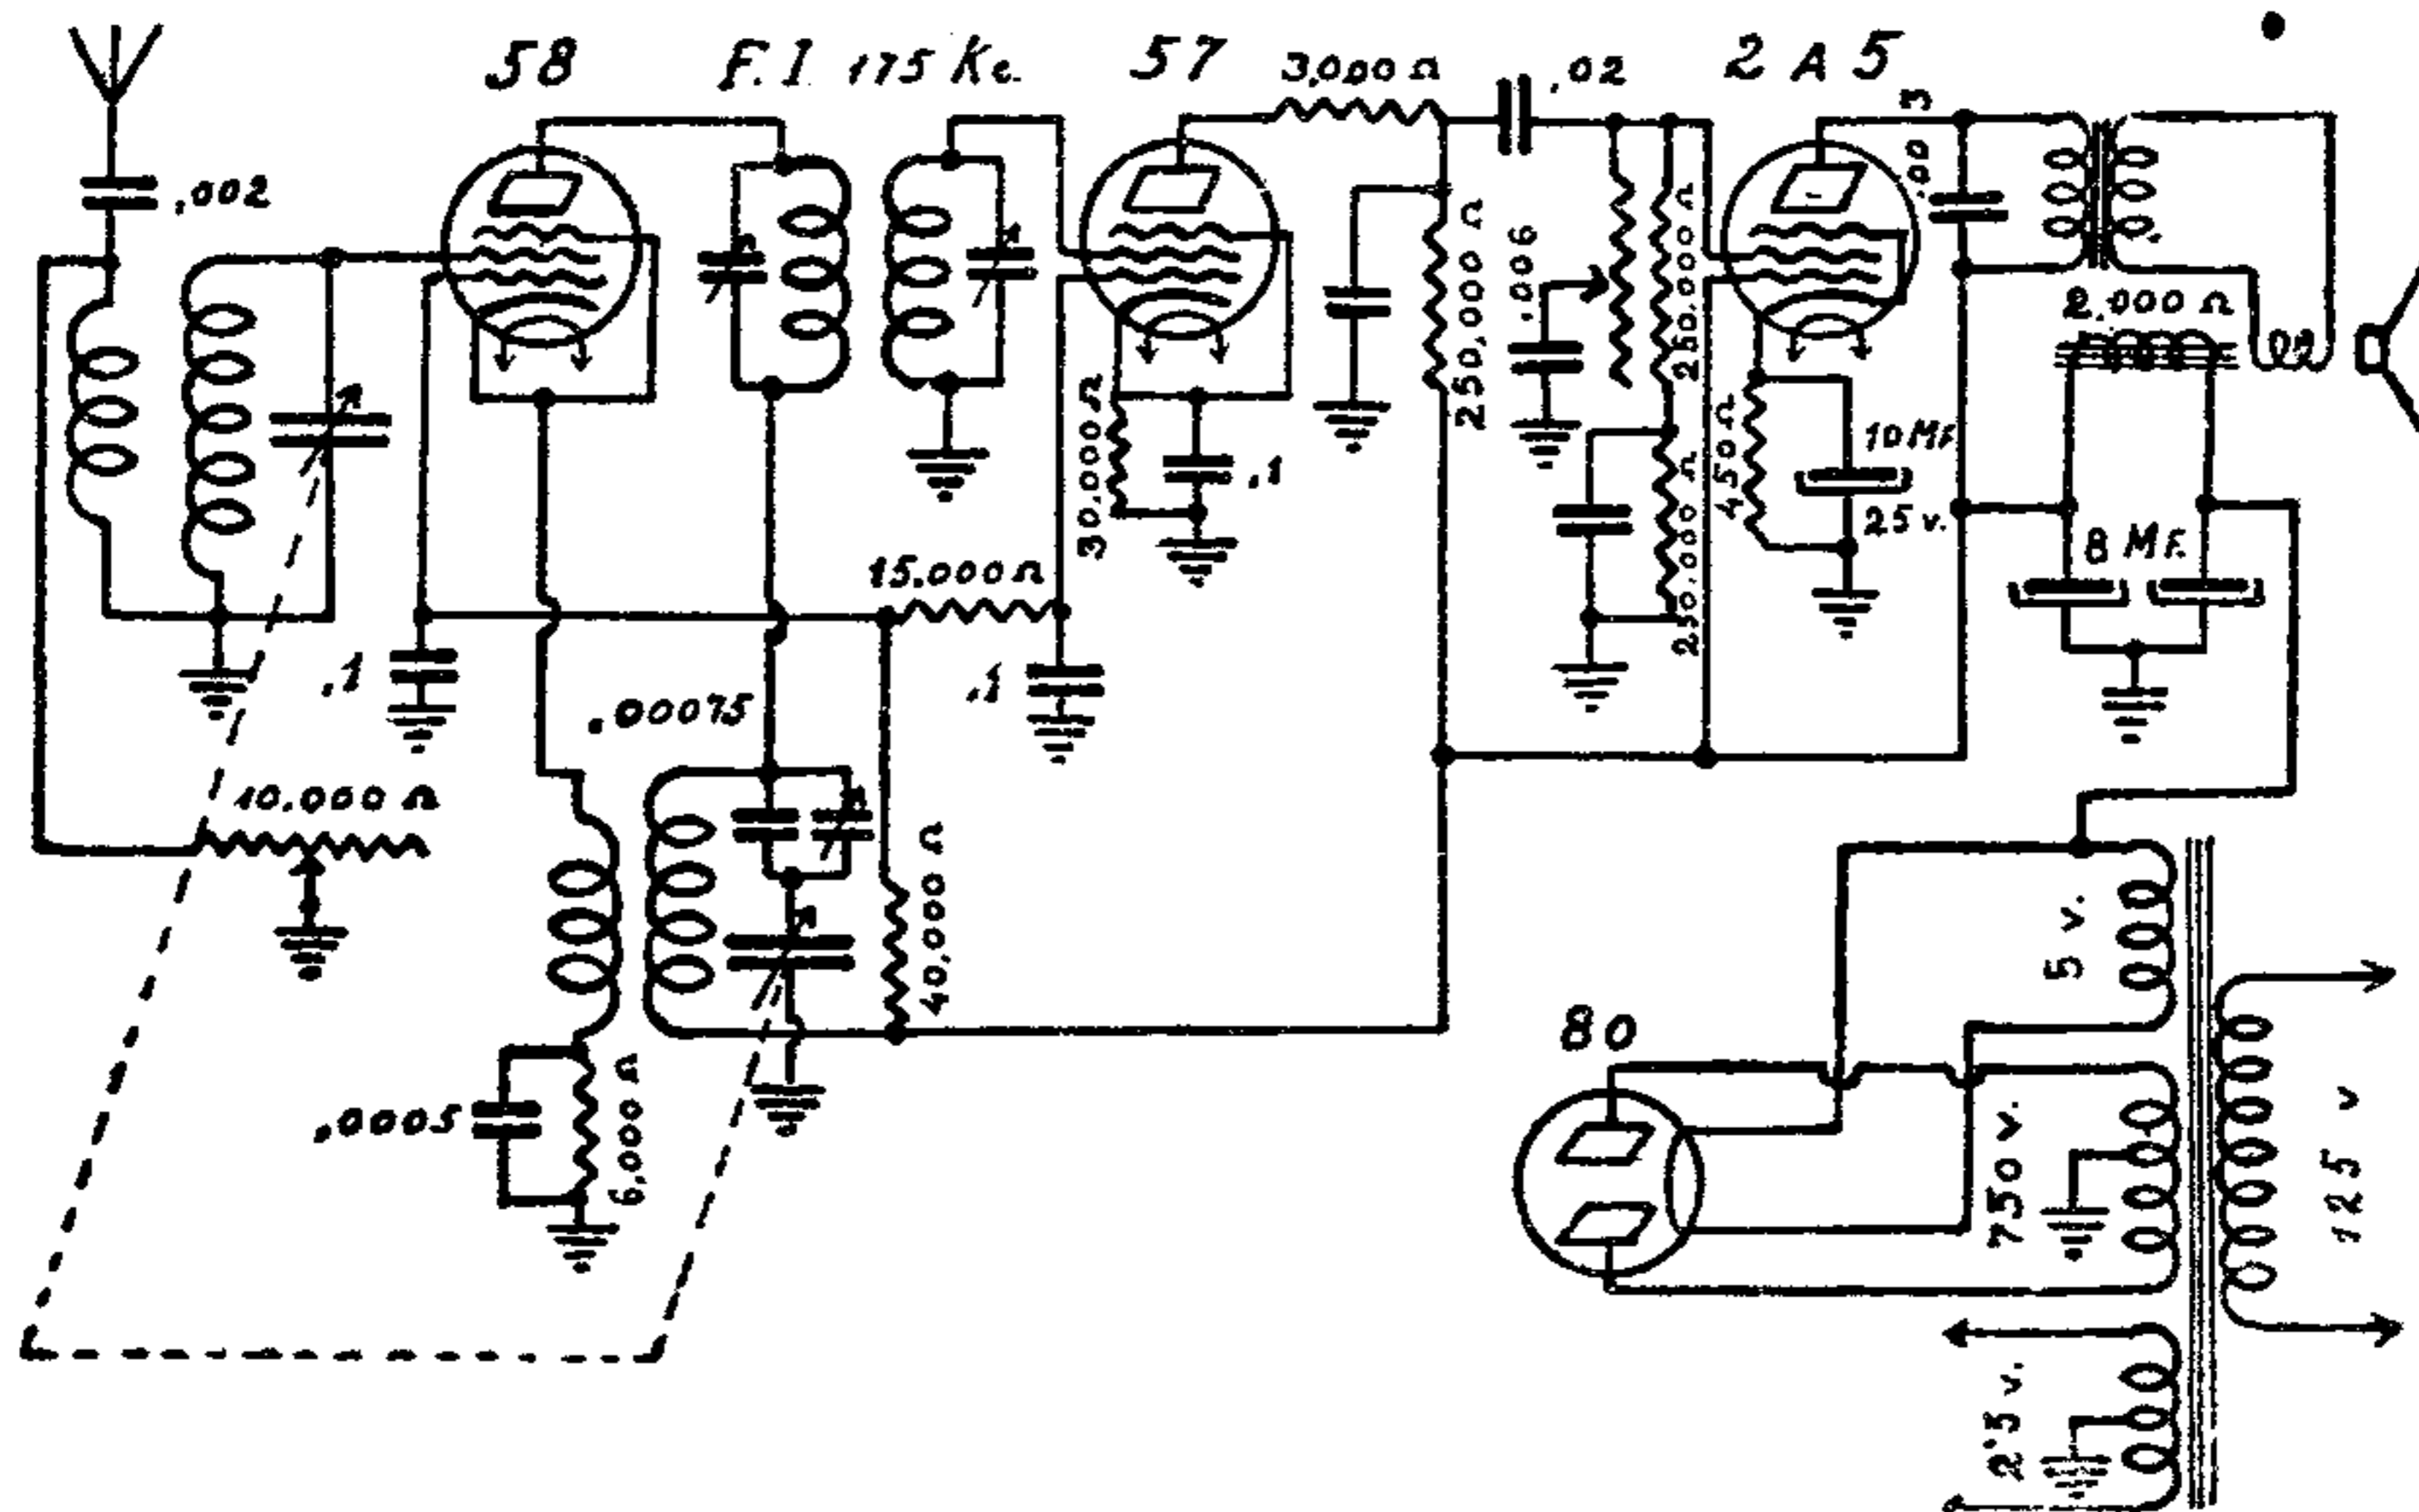 58
F.I 175 Kc.
57
3,000 Ω
.02
2 A 5
.0003
.002
2.000 Ω
250,000 Ω
.006
250.000 Ω
30,000 Ω
.1
450 Ω
10 MF.
25 v.
8 MF.
15.000 Ω
250.000 Ω
.1
.1
.00075
10.000 Ω
40,000 Ω
5 v.
80
.0005
6,000 Ω
750 v.
125 v
2'5 v.